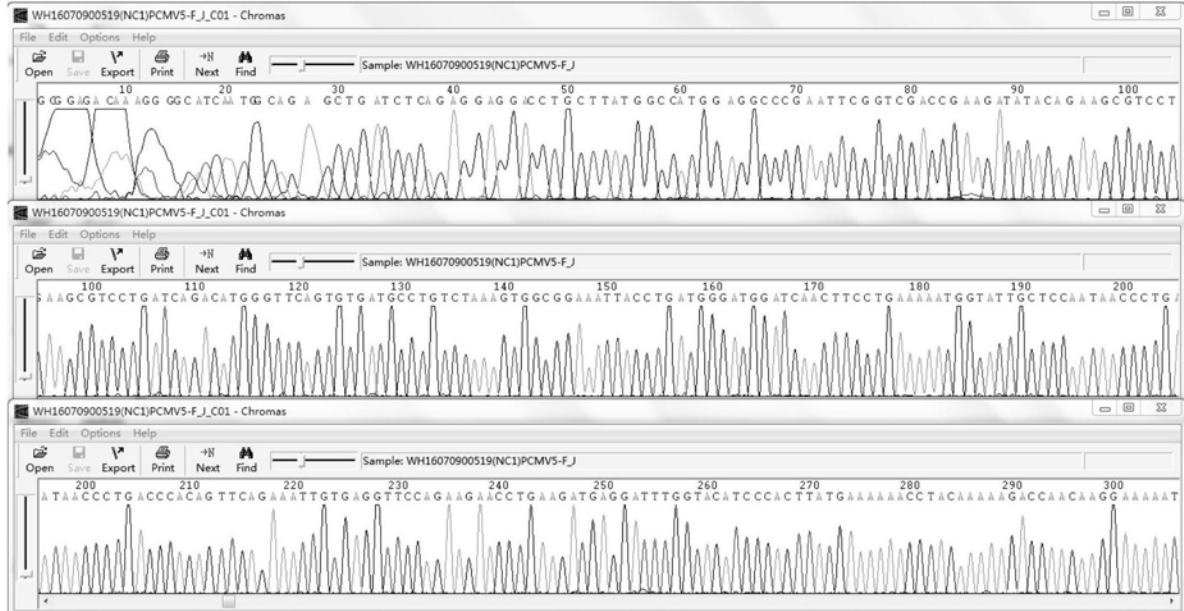 WH16070900519(NC1)PCMV5-F_J_C01 - Chromas
File Edit Options Help
Open Save Export Print Next Find Sample: WH16070900519(NC1)PCMV5-F_J
10 20 30 40 50 60 70 80 90 100
GCTGATCTCAGAGGAGGACCTGCTTATGGCCATGGAGGCCCGAATTCGGTCGACCGAAGATATACAGAAGCGTCCT
WH16070900519(NC1)PCMV5-F_J_C01 - Chromas
File Edit Options Help
Open Save Export Print Next Find Sample: WH16070900519(NC1)PCMV5-F_J
100 110 120 130 140 150 160 170 180 190 200
GAAGCGTCCTGATCAGACATGGGTTCAGTGTGATGCCTGTCTAAAGTGGCGGAAATTACCTGATGGGATGGATCAACTTCCTGAAAAATGGTATTGCTCCAATAACCCTGA
WH16070900519(NC1)PCMV5-F_J_C01 - Chromas
File Edit Options Help
Open Save Export Print Next Find Sample: WH16070900519(NC1)PCMV5-F_J
200 210 220 230 240 250 260 270 280 290 300
ATAACCCTGACCCACAGTTCAGAAATTGTGAGGTTCCAGAAGAACCTGAAGATGAGGATTTGGTACATCCCACTTATGAAAAAACCTACAAAAAAGACCAACAAGGAAAAAT